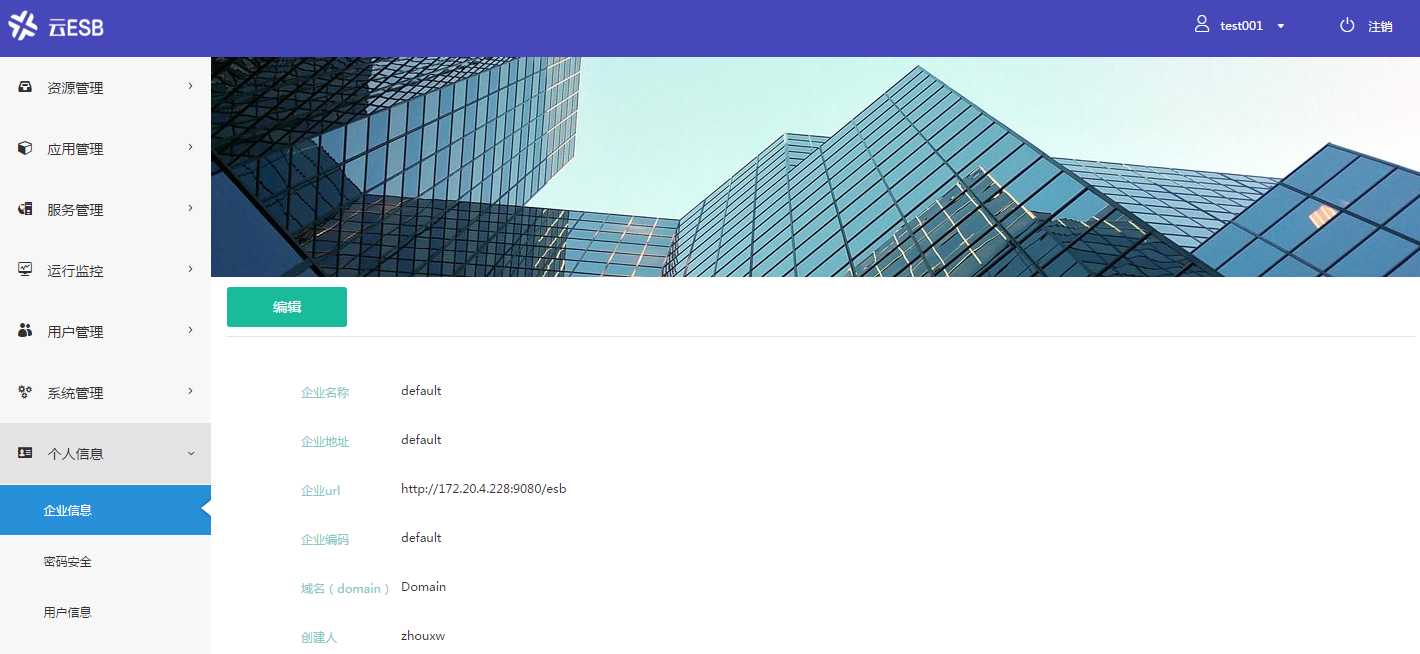 云ESB
test001
注销
资源管理
应用管理
服务管理
运行监控
用户管理
系统管理
个人信息
企业信息
密码安全
用户信息
编辑
企业名称 default
企业地址 default
企业url http://172.20.4.228:9080/esb
企业编码 default
域名（domain） Domain
创建人 zhouxw